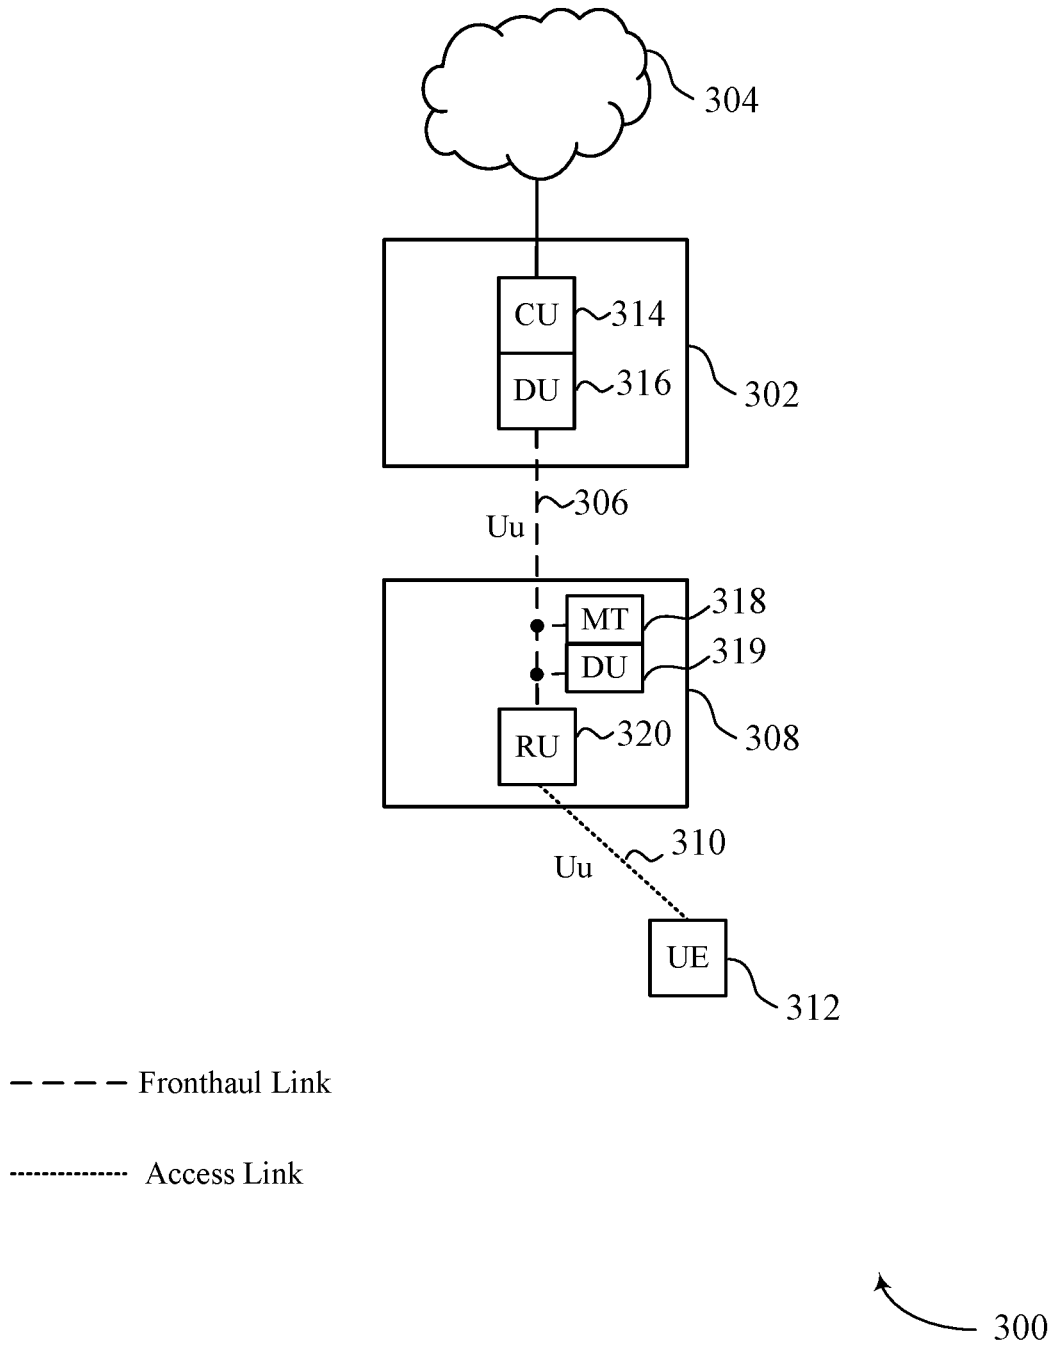 304
CU
314
DU
316
302
306
Uu
MT
318
DU
319
RU
320
308
310
Uu
UE
312
Fronthaul Link
Access Link
300